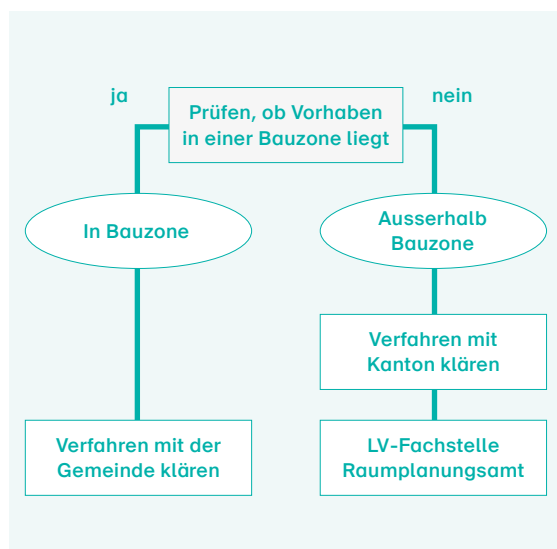 ja
nein
Prüfen, ob Vorhaben
in einer Bauzone liegt
In Bauzone
Ausserhalb
Bauzone
Verfahren mit
Kanton klären
Verfahren mit der
Gemeinde klären
LV-Fachstelle
Raumplanungsamt